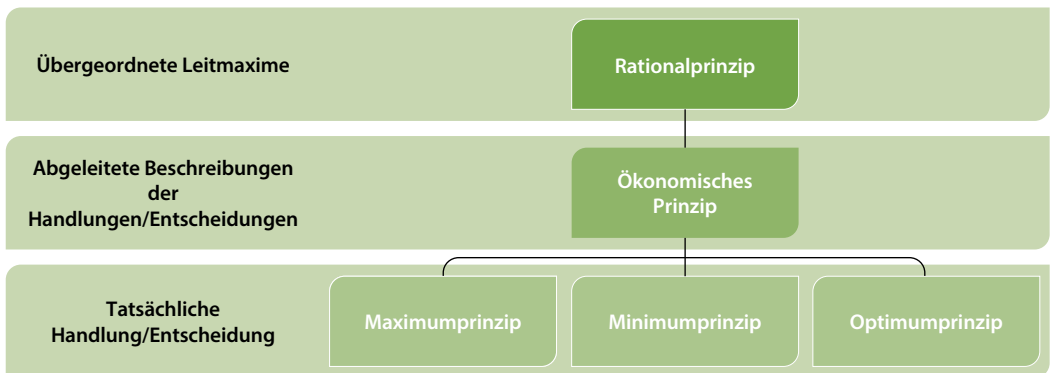 Übergeordnete Leitmaxime
Rationalprinzip
Abgeleitete Beschreibungen
der
Handlungen/Entscheidungen
Ökonomisches
Prinzip
Tatsächliche
Handlung/Entscheidung
Maximumprinzip
Minimumprinzip
Optimumprinzip